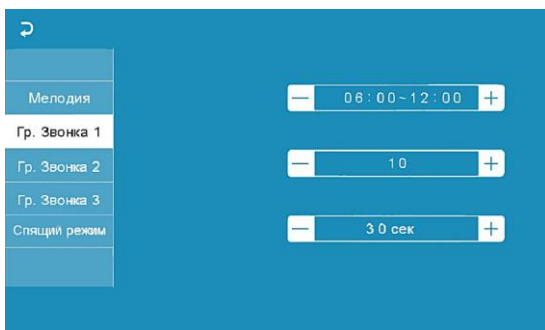 Мелодия
06:00~12:00
Гр. Звонка 1
Гр. Звонка 2
10
Гр. Звонка 3
Спящий режим
30 сек